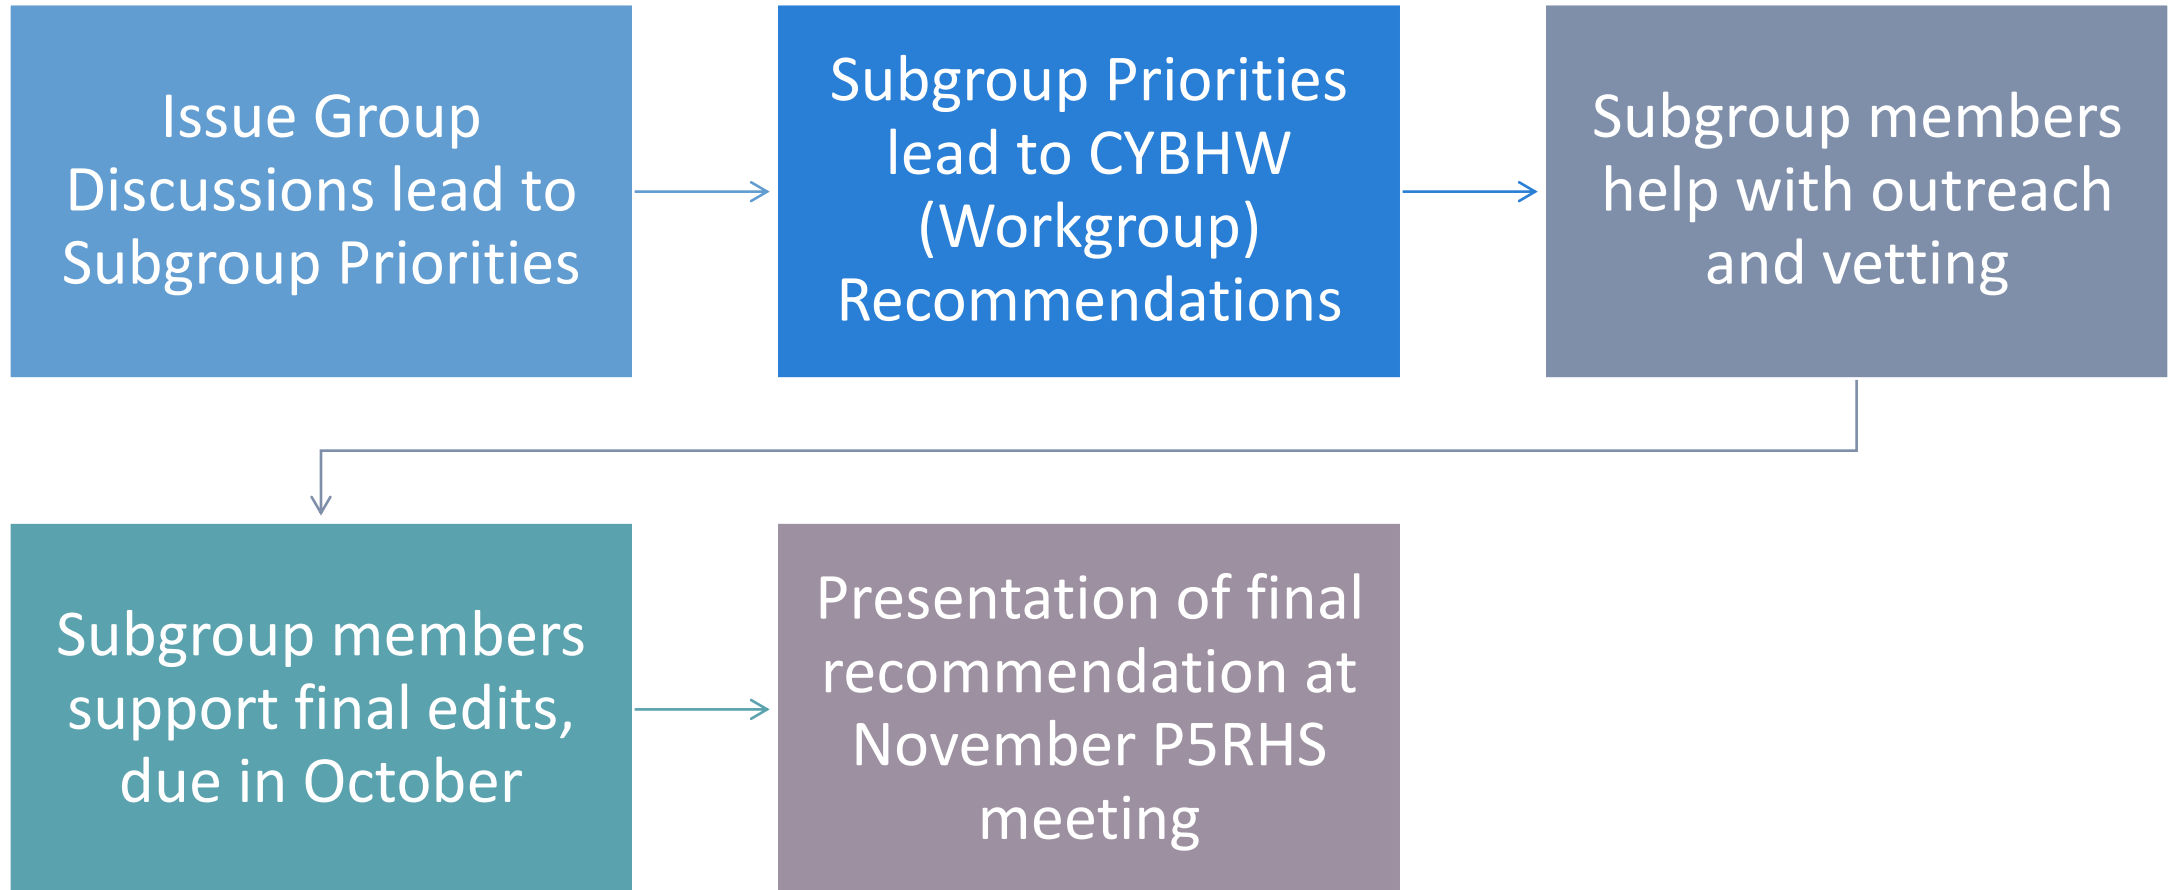 Issue Group
Discussions lead to
Subgroup Priorities
Subgroup Priorities
lead to CYBHW
(Workgroup)
Recommendations
Subgroup members
help with outreach
and vetting
Subgroup members
support final edits,
due in October
Presentation of final
recommendation at
November P5RHS
meeting